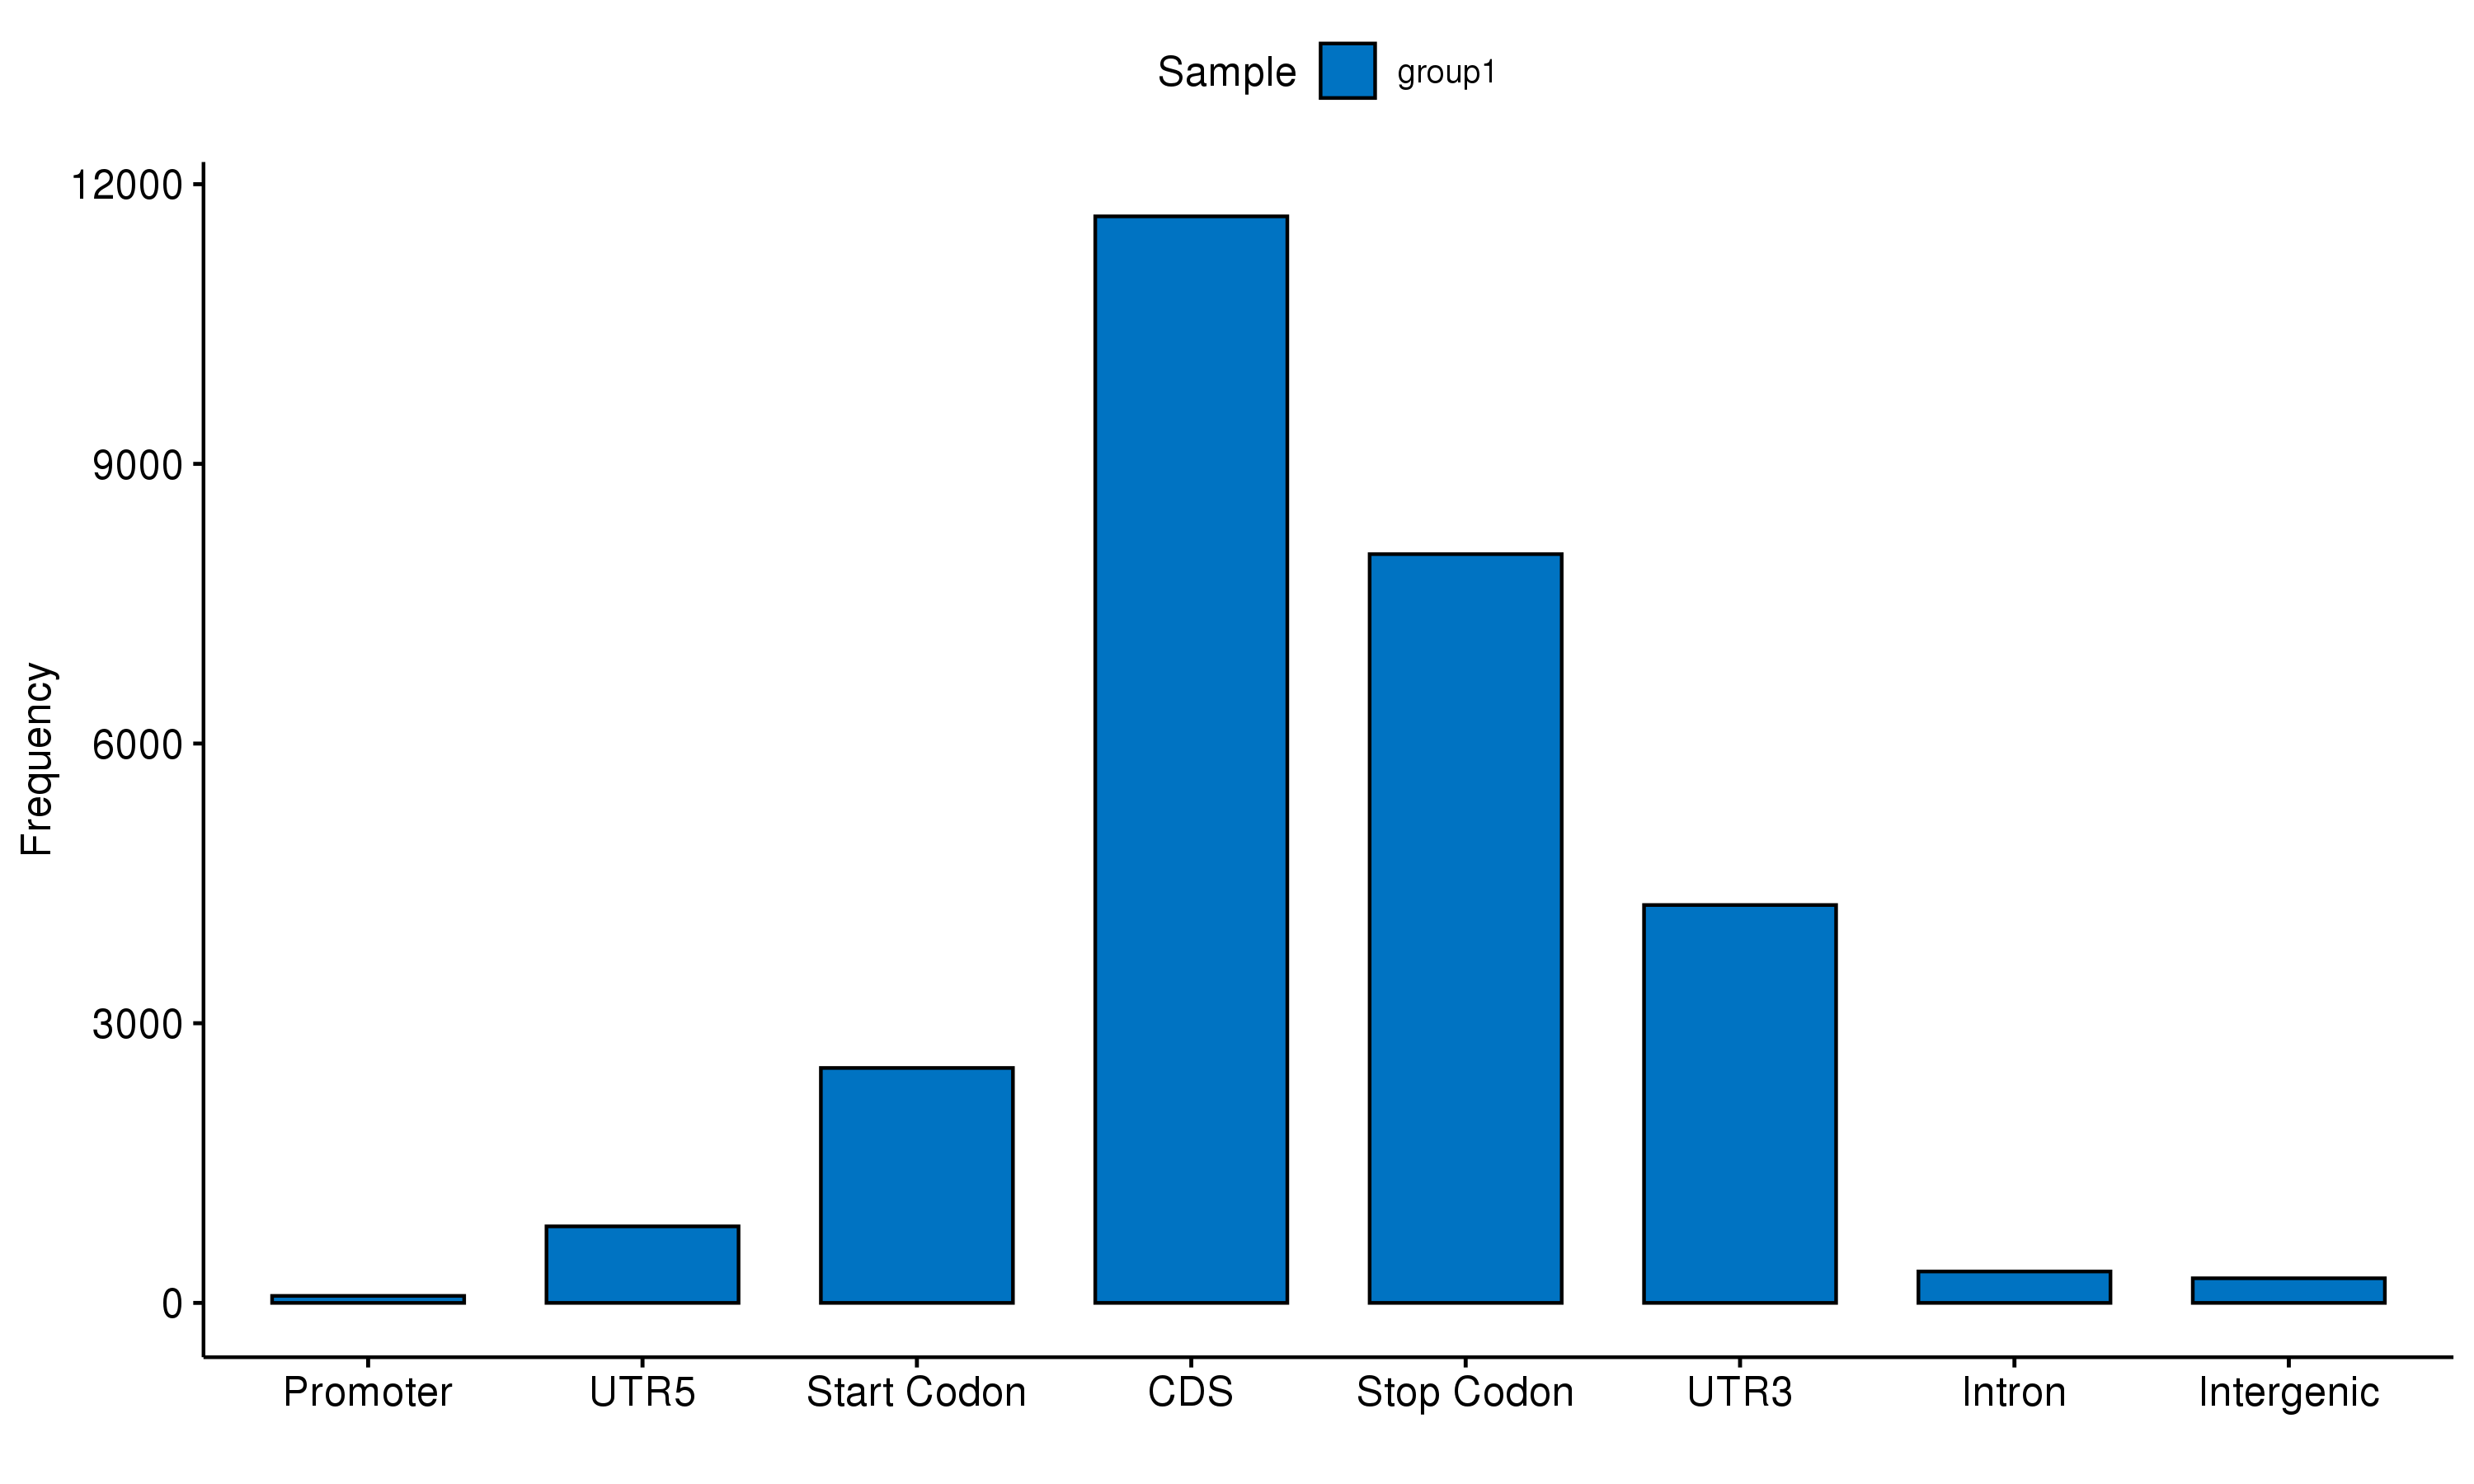 Sample group1
12000
9000
6000
3000
0
Frequency
Promoter UTR5 Start Codon CDS Stop Codon UTR3 Intron Intergenic